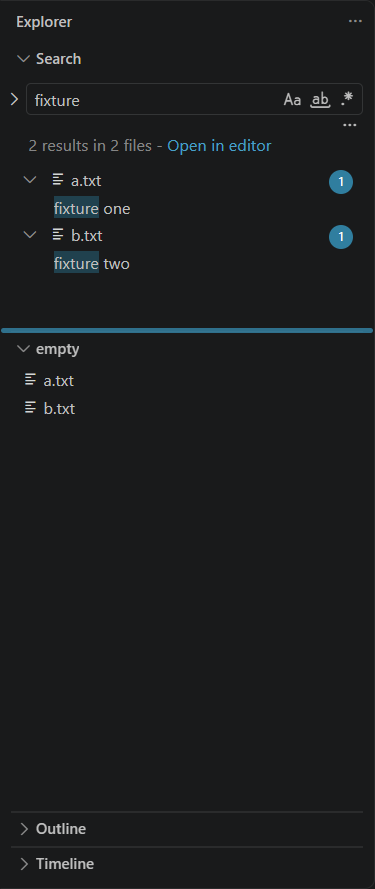 Explorer
Search
fixture
Aa ab .*
2 results in 2 files - Open in editor
a.txt 1
fixture one
b.txt 1
fixture two
empty
a.txt
b.txt
Outline
Timeline